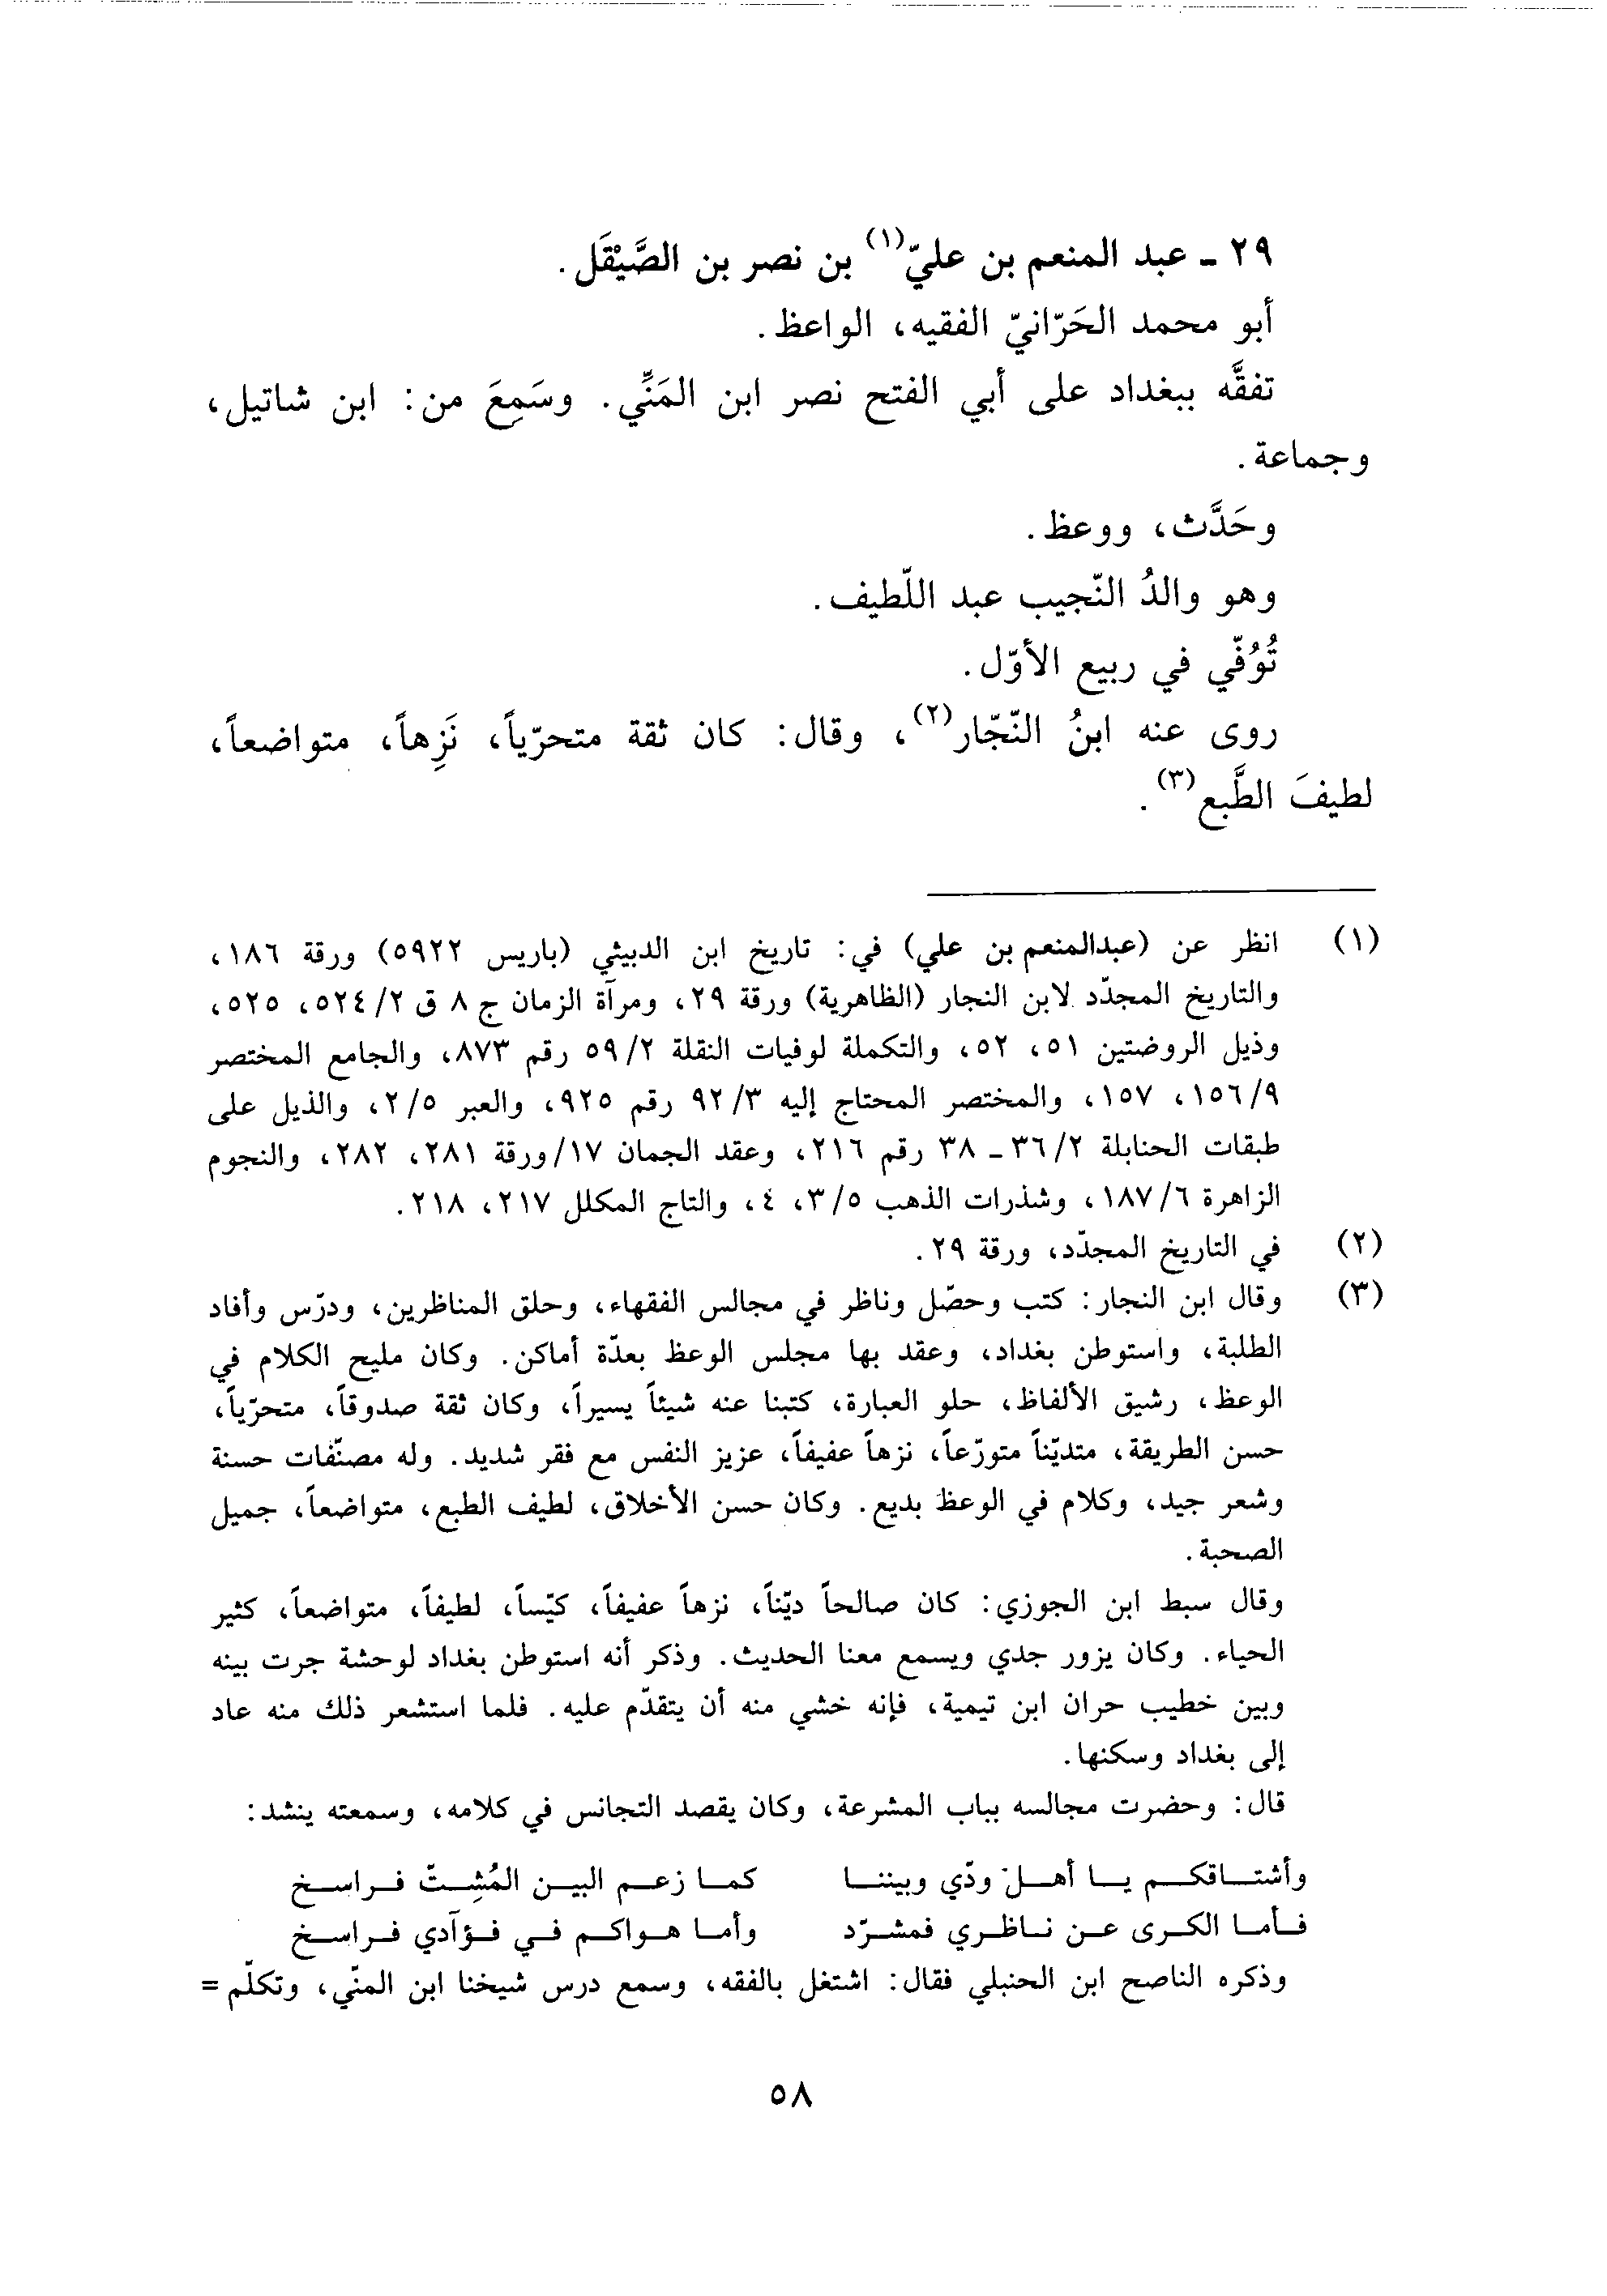 ٢٩ ـ عبد المنعم بن عليّ(١) بن نصر بن الصَّيْقَل.
أبو محمد الحَرّانيّ الفقيه، الواعظ.
تفقَّه ببغداد على أبي الفتح نصر ابن المَنِّي. وسَمِعَ من: ابن شاتيل،
وجماعة.
وحَدَّث، ووعظ.
وهو والدُ النّجيب عبد اللّطيف.
تُوُفّي في ربيع الأوّل.
روى عنه ابنُ النّجّار(٢)، وقال: كان ثقة متحرّياً، نَزِهاً، متواضعاً،
لطيفَ الطَّبع(٣).
(١) انظر عن (عبدالمنعم بن علي) في: تاريخ ابن الدبيثي (باريس ٥٩٢٢) ورقة ١٨٦،
والتاريخ المجدّد لابن النجار (الظاهرية) ورقة ٢٩، ومرآة الزمان ج ٨ ق ٢/٥٢٤، ٥٢٥،
وذيل الروضتين ٥١، ٥٢، والتكملة لوفيات النقلة ٢/٥٩ رقم ٨٧٣، والجامع المختصر
٩/١٥٦، ١٥٧، والمختصر المحتاج إليه ٣/٩٢ رقم ٩٢٥، والعبر ٥/٢، والذيل على
طبقات الحنابلة ٢/٣٦ ـ ٣٨ رقم ٢١٦، وعقد الجمان ١٧/ورقة ٢٨١، ٢٨٢، والنجوم
الزاهرة ٦/١٨٧، وشذرات الذهب ٥/٣، ٤، والتاج المكلل ٢١٧، ٢١٨.
(٢) في التاريخ المجدّد، ورقة ٢٩.
(٣) وقال ابن النجار: كتب وحصّل وناظر في مجالس الفقهاء، وحلق المناظرين، ودرّس وأفاد
الطلبة، واستوطن بغداد، وعقد بها مجلس الوعظ بعدّة أماكن. وكان مليح الكلام في
الوعظ، رشيق الألفاظ، حلو العبارة، كتبنا عنه شيئاً يسيراً، وكان ثقة صدوقاً، متحرّياً،
حسن الطريقة، متديّناً متورّعاً، نزهاً عفيفاً، عزيز النفس مع فقر شديد. وله مصنّفات حسنة
وشعر جيد، وكلام في الوعظ بديع. وكان حسن الأخلاق، لطيف الطبع، متواضعاً، جميل
الصحبة.
وقال سبط ابن الجوزي: كان صالحاً ديّناً، نزهاً عفيفاً، كيّساً، لطيفاً، متواضعاً، كثير
الحياء. وكان يزور جدي ويسمع معنا الحديث. وذكر أنه استوطن بغداد لوحشة جرت بينه
وبين خطيب حران ابن تيمية، فإنه خشي منه أن يتقدّم عليه. فلما استشعر ذلك منه عاد
إلى بغداد وسكنها.
قال: وحضرت مجالسه بباب المشرعة، وكان يقصد التجانس في كلامه، وسمعته ينشد:
وأشتاقكم يا أهل ودّي وبيننا كما زعم البين المُشِتّ فراسخ
فأما الكرى عن ناظري فمشرّد وأما هواكم في فؤآدي فراسخ
وذكره الناصح ابن الحنبلي فقال: اشتغل بالفقه، وسمع درس شيخنا ابن المنّي، وتكلّم =
٥٨